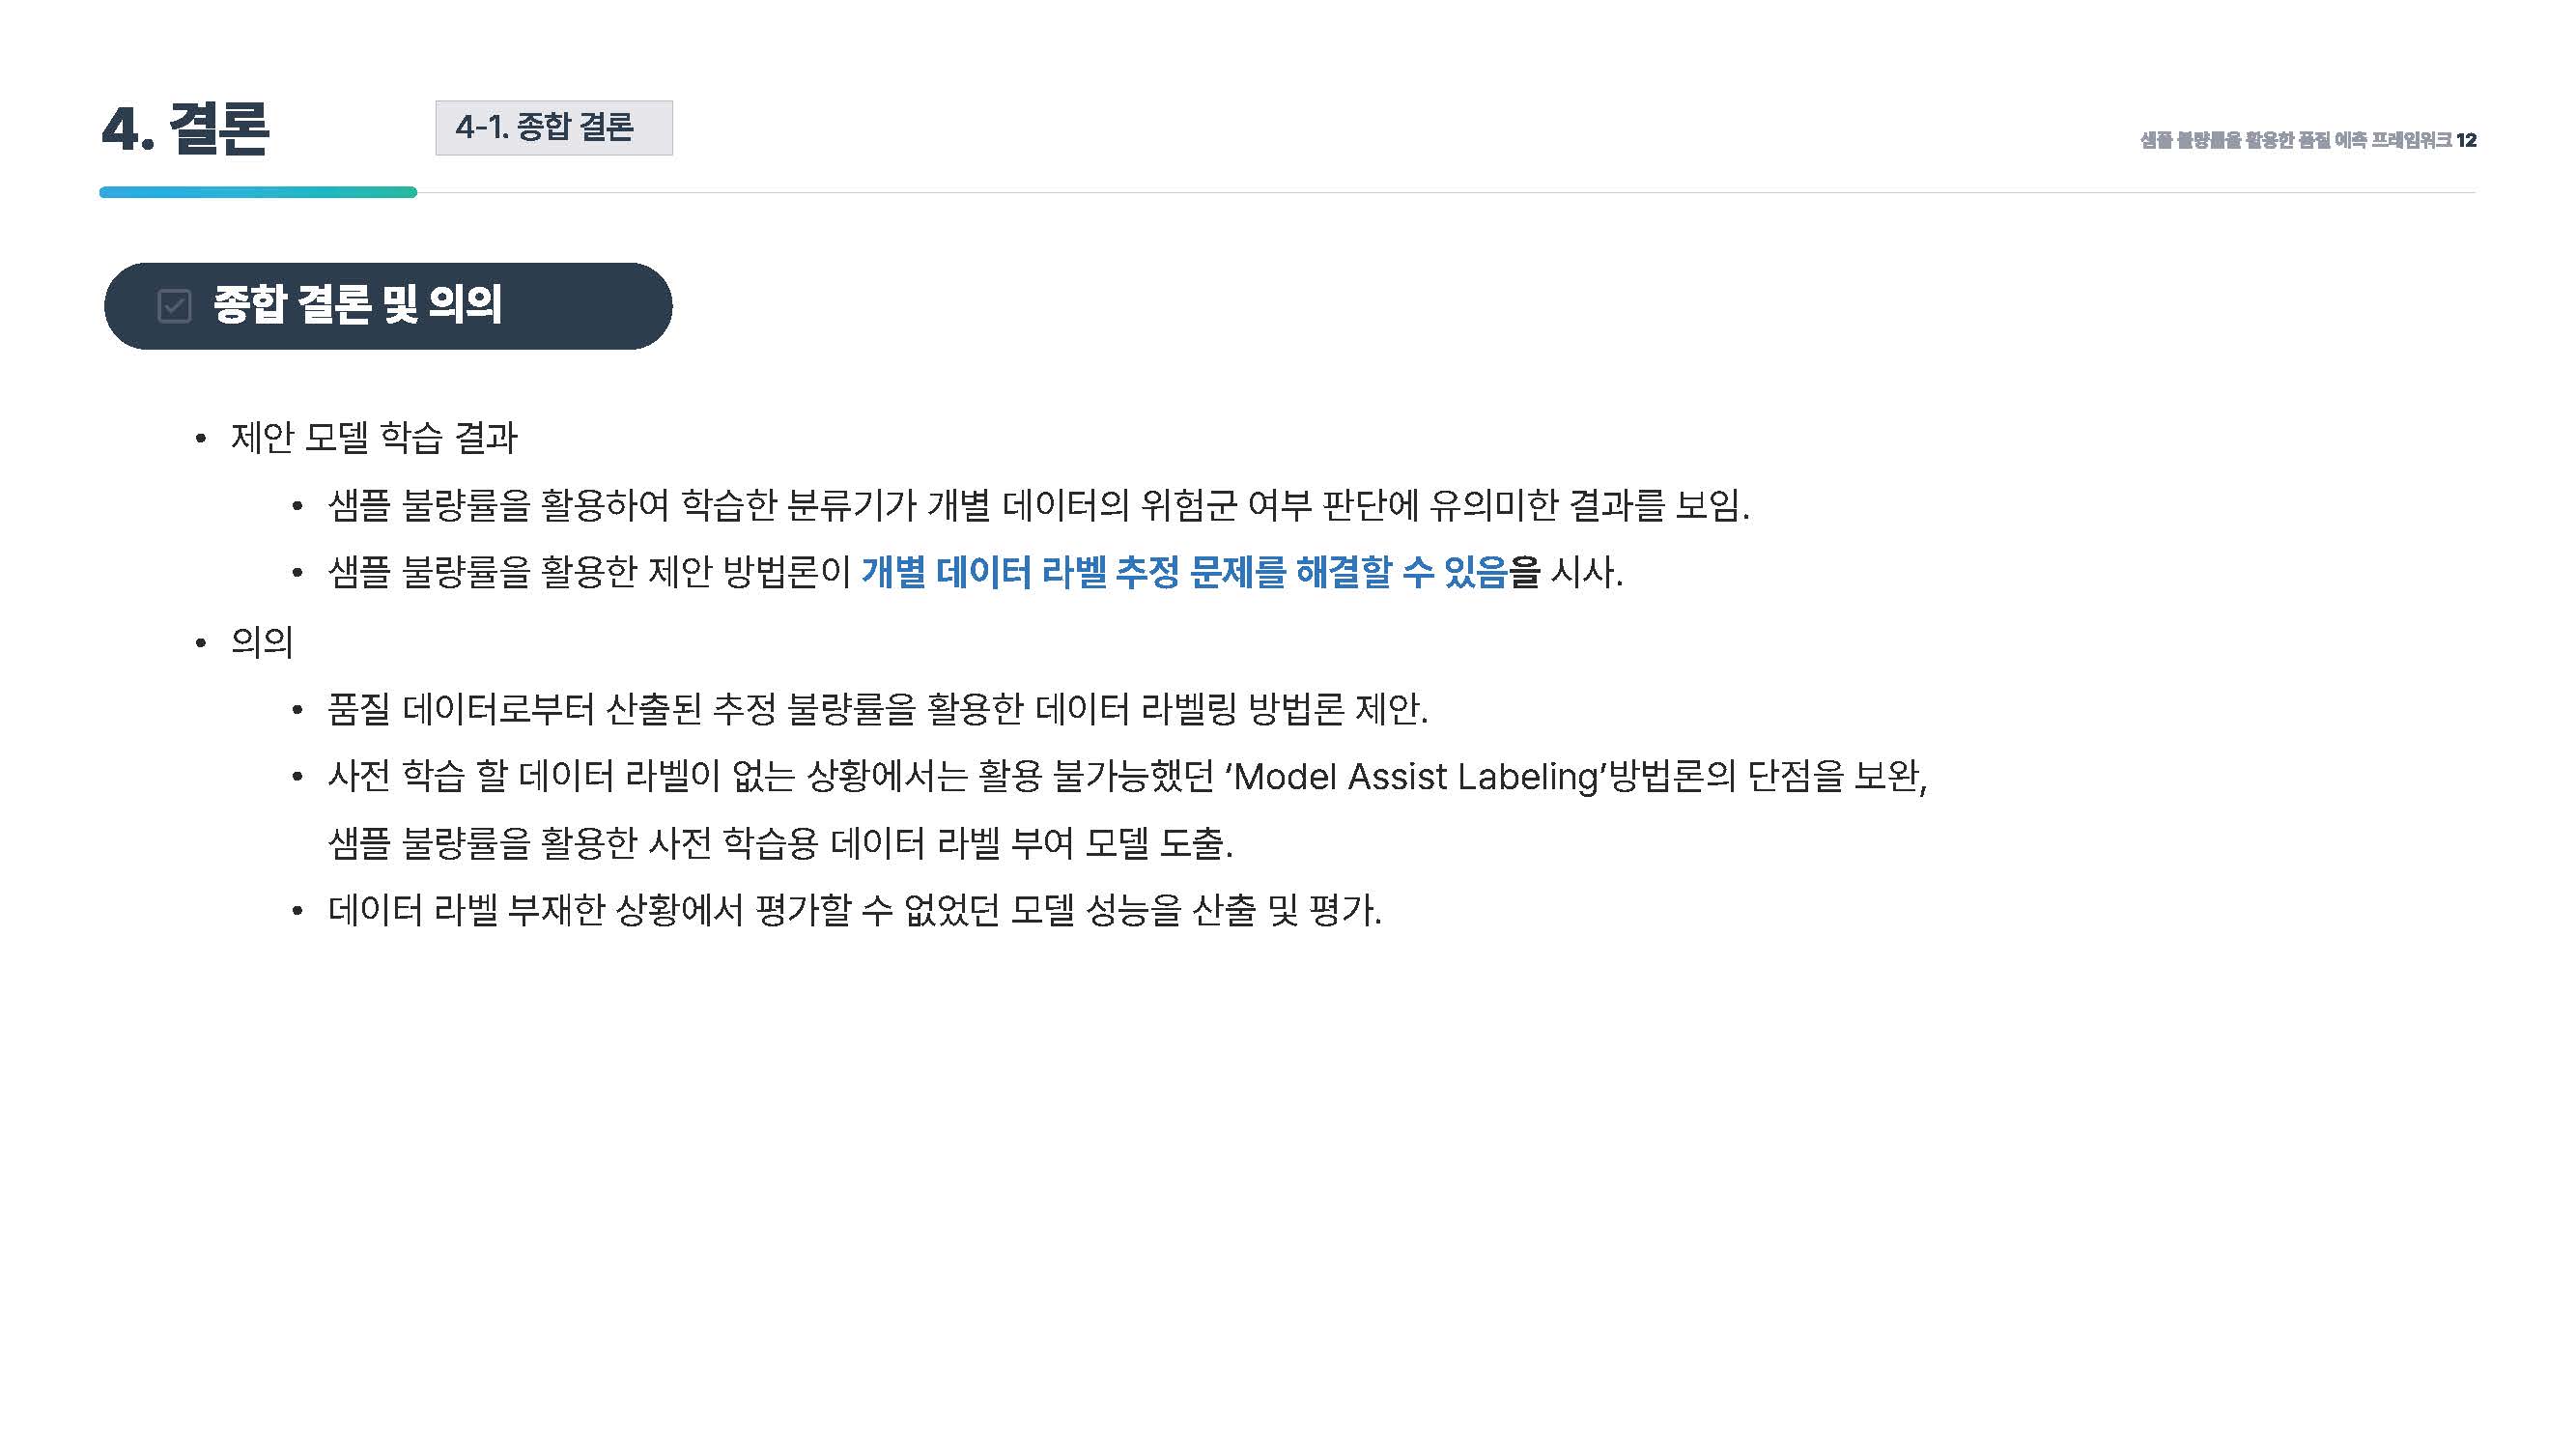 4. 결론
4-1. 종합 결론
샘플 불량률을 활용한 품질 예측 프레임워크 12
종합 결론 및 의의
• 제안 모델 학습 결과
• 샘플 불량률을 활용하여 학습한 분류기가 개별 데이터의 위험군 여부 판단에 유의미한 결과를 보임.
• 샘플 불량률을 활용한 제안 방법론이 개별 데이터 라벨 추정 문제를 해결할 수 있음을 시사.
• 의의
• 품질 데이터로부터 산출된 추정 불량률을 활용한 데이터 라벨링 방법론 제안.
• 사전 학습 할 데이터 라벨이 없는 상황에서는 활용 불가능했던 ‘Model Assist Labeling’방법론의 단점을 보완,
샘플 불량률을 활용한 사전 학습용 데이터 라벨 부여 모델 도출.
• 데이터 라벨 부재한 상황에서 평가할 수 없었던 모델 성능을 산출 및 평가.